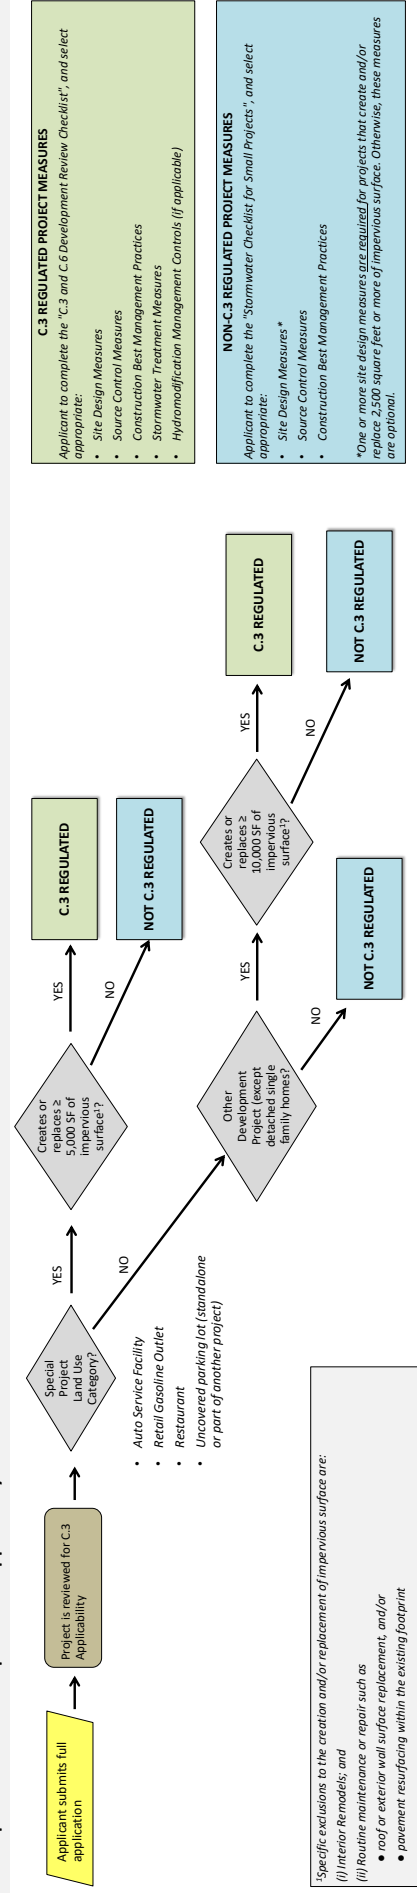 Applicant submits full
application
Project is reviewed for C.3
Applicability
Special
Project
Land Use
Category?
YES
NO
• Auto Service Facility
• Retail Gasoline Outlet
• Restaurant
• Uncovered parking lot (standalone
or part of another project)
Creates or
replaces ≥
5,000 SF of
impervious
surface¹?
YES
NO
C.3 REGULATED
NOT C.3 REGULATED
Other
Development
Project (except
detached single
family homes?
YES
NO
NOT C.3 REGULATED
Creates or
replaces ≥
10,000 SF of
impervious
surface¹?
YES
NO
C.3 REGULATED
NOT C.3 REGULATED
C.3 REGULATED PROJECT MEASURES
Applicant to complete the "C.3 and C.6 Development Review Checklist", and select
appropriate:
• Site Design Measures
• Source Control Measures
• Construction Best Management Practices
• Stormwater Treatment Measures
• Hydromodification Management Controls (if applicable)
NON-C.3 REGULATED PROJECT MEASURES
Applicant to complete the "Stormwater Checklist for Small Projects", and select
appropriate:
• Site Design Measures*
• Source Control Measures
• Construction Best Management Practices
*One or more site design measures are required for projects that create and/or
replace 2,500 square feet or more of impervious surface. Otherwise, these measures
are optional.
¹Specific exclusions to the creation and/or replacement of impervious surface are:
(i) Interior Remodels; and
(ii) Routine maintenance or repair such as
● roof or exterior wall surface replacement, and/or
● pavement resurfacing within the existing footprint